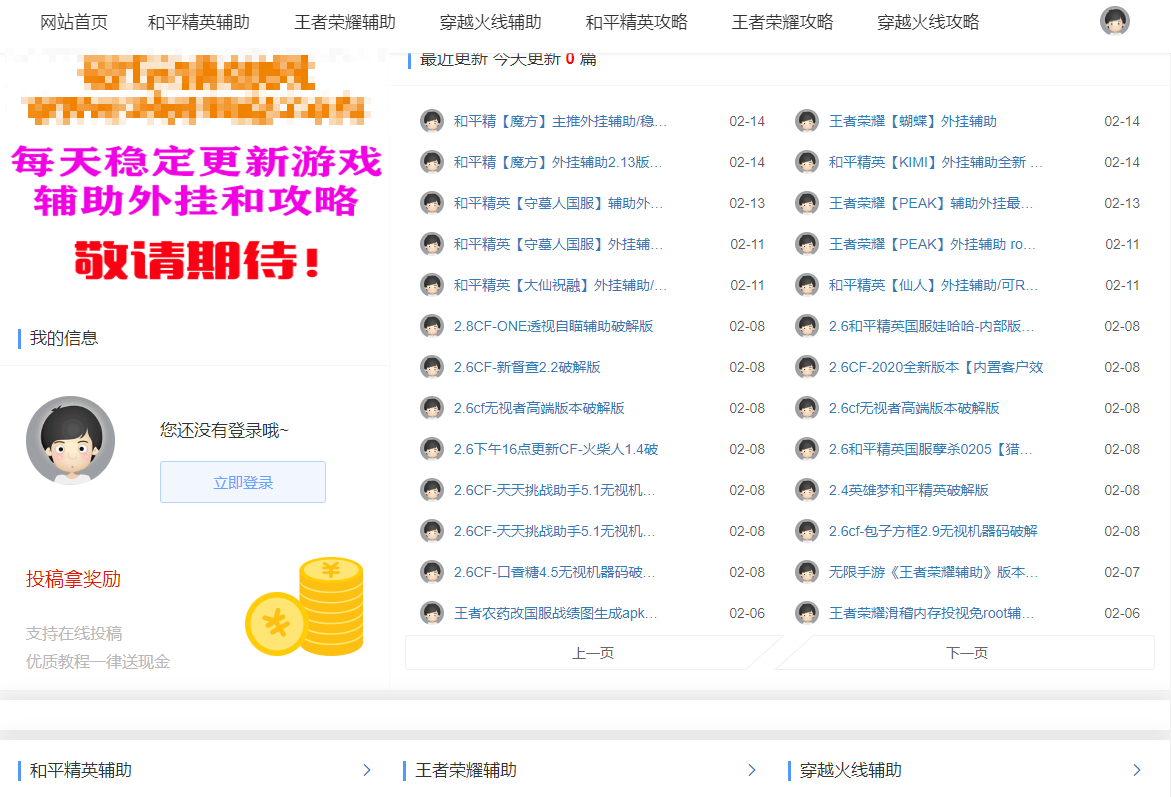 网站首页 和平精英辅助 王者荣耀辅助 穿越火线辅助 和平精英攻略 王者荣耀攻略 穿越火线攻略
每天稳定更新游戏
辅助外挂和攻略
敬请期待!
我的信息
您还没有登录哦~
立即登录
投稿拿奖励
支持在线投稿
优质教程一律送现金
最近更新 今天更新 0 篇
和平精【魔方】主推外挂辅助/稳... 02-14 王者荣耀【蝴蝶】外挂辅助 02-14
和平精【魔方】外挂辅助2.13版... 02-14 和平精英【KIMI】外挂辅助全新 ... 02-14
和平精英【守墓人国服】辅助外... 02-13 王者荣耀【PEAK】辅助外挂最... 02-13
和平精英【守墓人国服】外挂辅... 02-11 王者荣耀【PEAK】外挂辅助 ro... 02-11
和平精英【大仙祝融】外挂辅助/... 02-11 和平精英【仙人】外挂辅助/可R... 02-11
2.8CF-ONE透视自瞄辅助破解版 02-08 2.6和平精英国服娃哈哈-内部版... 02-08
2.6CF-新督查2.2破解版 02-08 2.6CF-2020全新版本【内置客户效 02-08
2.6cf无视者高端版本破解版 02-08 2.6cf无视者高端版本破解版 02-08
2.6下午16点更新CF-火柴人1.4破 02-08 2.6和平精英国服孽杀0205【猎... 02-08
2.6CF-天天挑战助手5.1无视机... 02-08 2.4英雄梦和平精英破解版 02-08
2.6CF-天天挑战助手5.1无视机... 02-08 2.6cf-包子方框2.9无视机器码破解 02-08
2.6CF-口香糖4.5无视机器码破... 02-08 无限手游《王者荣耀辅助》版本... 02-07
王者农药改国服战绩图生成apk... 02-06 王者荣耀滑稽内存投视免root辅... 02-06
上一页 下一页
和平精英辅助 王者荣耀辅助 穿越火线辅助